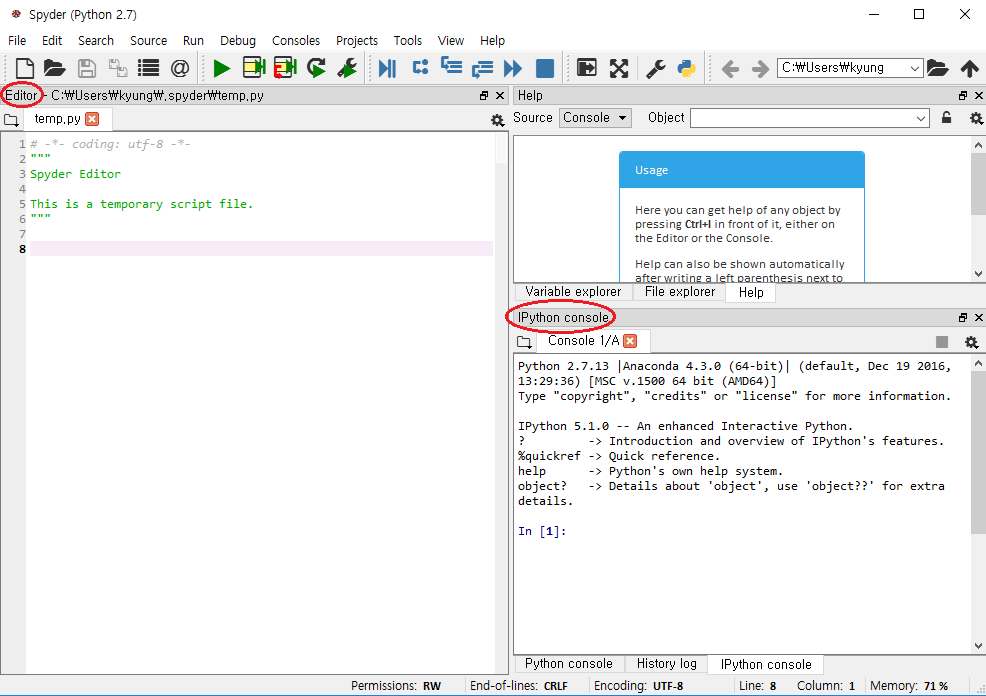 Spyder (Python 2.7)
File Edit Search Source Run Debug Consoles Projects Tools View Help
C:₩Users₩kyung
Editor - C:₩Users₩kyung₩.spyder₩temp.py
temp.py
1 # -*- coding: utf-8 -*-
2 """
3 Spyder Editor
4
5 This is a temporary script file.
6 """
7
8
Help
Source Console Object
Usage
Here you can get help of any object by
pressing Ctrl+I in front of it, either on
the Editor or the Console.
Help can also be shown automatically
after writing a left parenthesis next to
Variable explorer File explorer Help
IPython console
Console 1/A
Python 2.7.13 |Anaconda 4.3.0 (64-bit)| (default, Dec 19 2016,
13:29:36) [MSC v.1500 64 bit (AMD64)]
Type "copyright", "credits" or "license" for more information.
IPython 5.1.0 -- An enhanced Interactive Python.
? -> Introduction and overview of IPython's features.
%quickref -> Quick reference.
help -> Python's own help system.
object? -> Details about 'object', use 'object??' for extra
details.
In [1]:
Python console History log IPython console
Permissions: RW End-of-lines: CRLF Encoding: UTF-8 Line: 8 Column: 1 Memory: 71 %